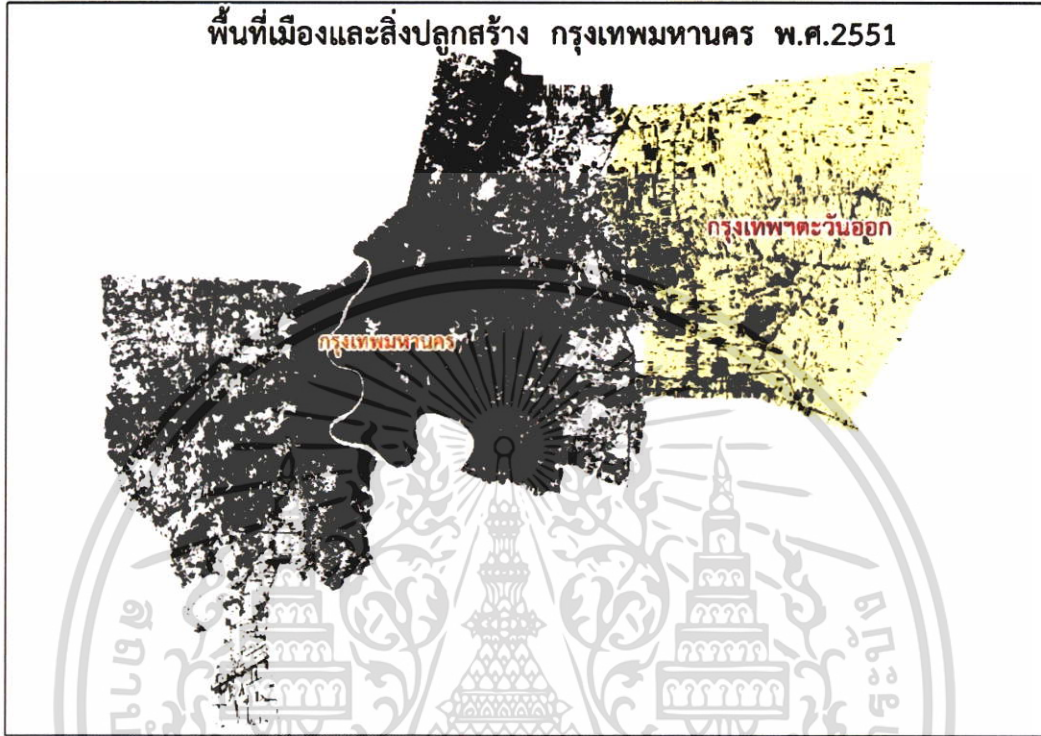 พื้นที่เมืองและสิ่งปลูกสร้าง กรุงเทพมหานคร พ.ศ.2551
กรุงเทพฯตะวันออก
กรุงเทพมหานคร